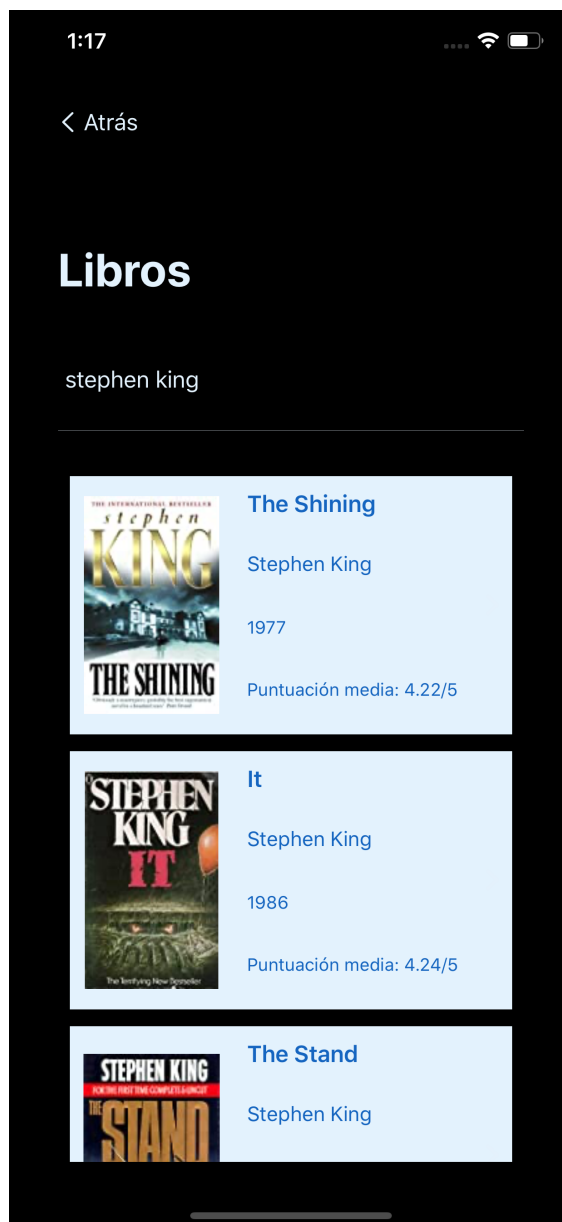 1:17
Atrás
Libros
stephen king
THE INTERNATIONAL BESTSELLER
stephen
KING
THE SHINING
The Shining
Stephen King
1977
Puntuación media: 4.22/5
STEPHEN
KING
IT
The Terrifying New Bestseller
It
Stephen King
1986
Puntuación media: 4.24/5
STEPHEN KING
FOR THE FIRST TIME COMPLETE & UNCUT
THE
STAND
The Stand
Stephen King